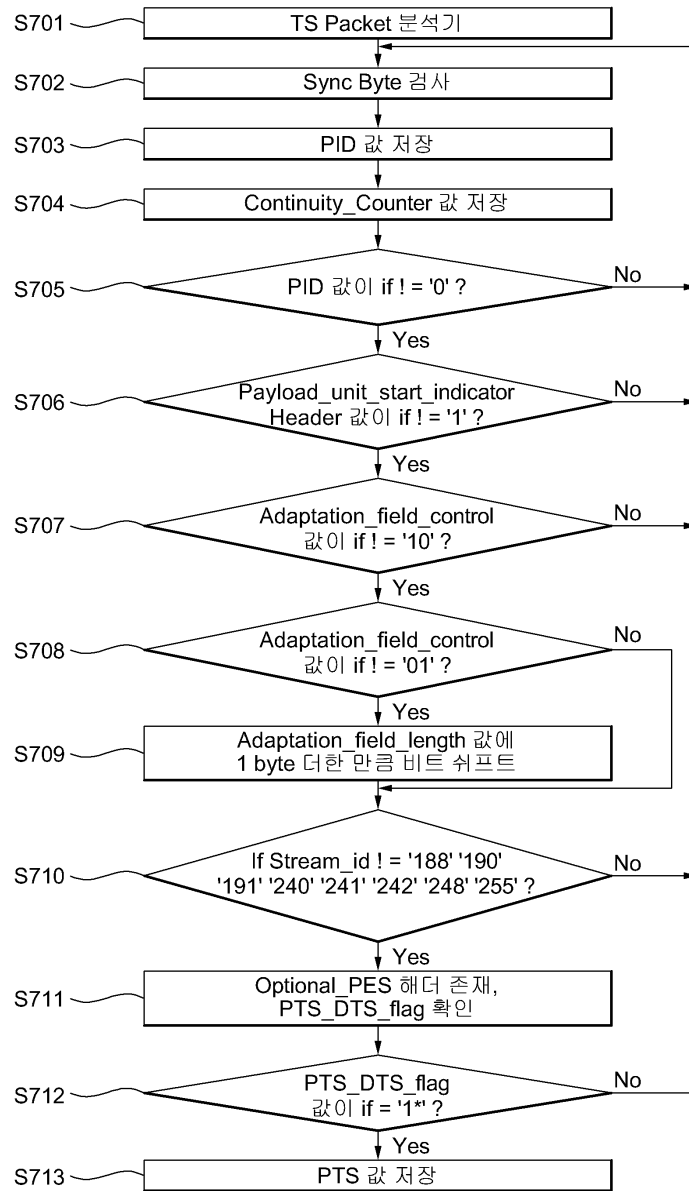 S701
TS Packet 분석기
S702
Sync Byte 검사
S703
PID 값 저장
S704
Continuity_Counter 값 저장
S705
PID 값이 if ! = '0' ?
No
Yes
S706
Payload_unit_start_indicator
Header 값이 if ! = '1' ?
No
Yes
S707
Adaptation_field_control
값이 if ! = '10' ?
No
Yes
S708
Adaptation_field_control
값이 if ! = '01' ?
No
Yes
S709
Adaptation_field_length 값에
1 byte 더한 만큼 비트 쉬프트
S710
If Stream_id ! = '188' '190'
'191' '240' '241' '242' '248' '255' ?
No
Yes
S711
Optional_PES 해더 존재,
PTS_DTS_flag 확인
S712
PTS_DTS_flag
값이 if = '1*' ?
No
Yes
S713
PTS 값 저장